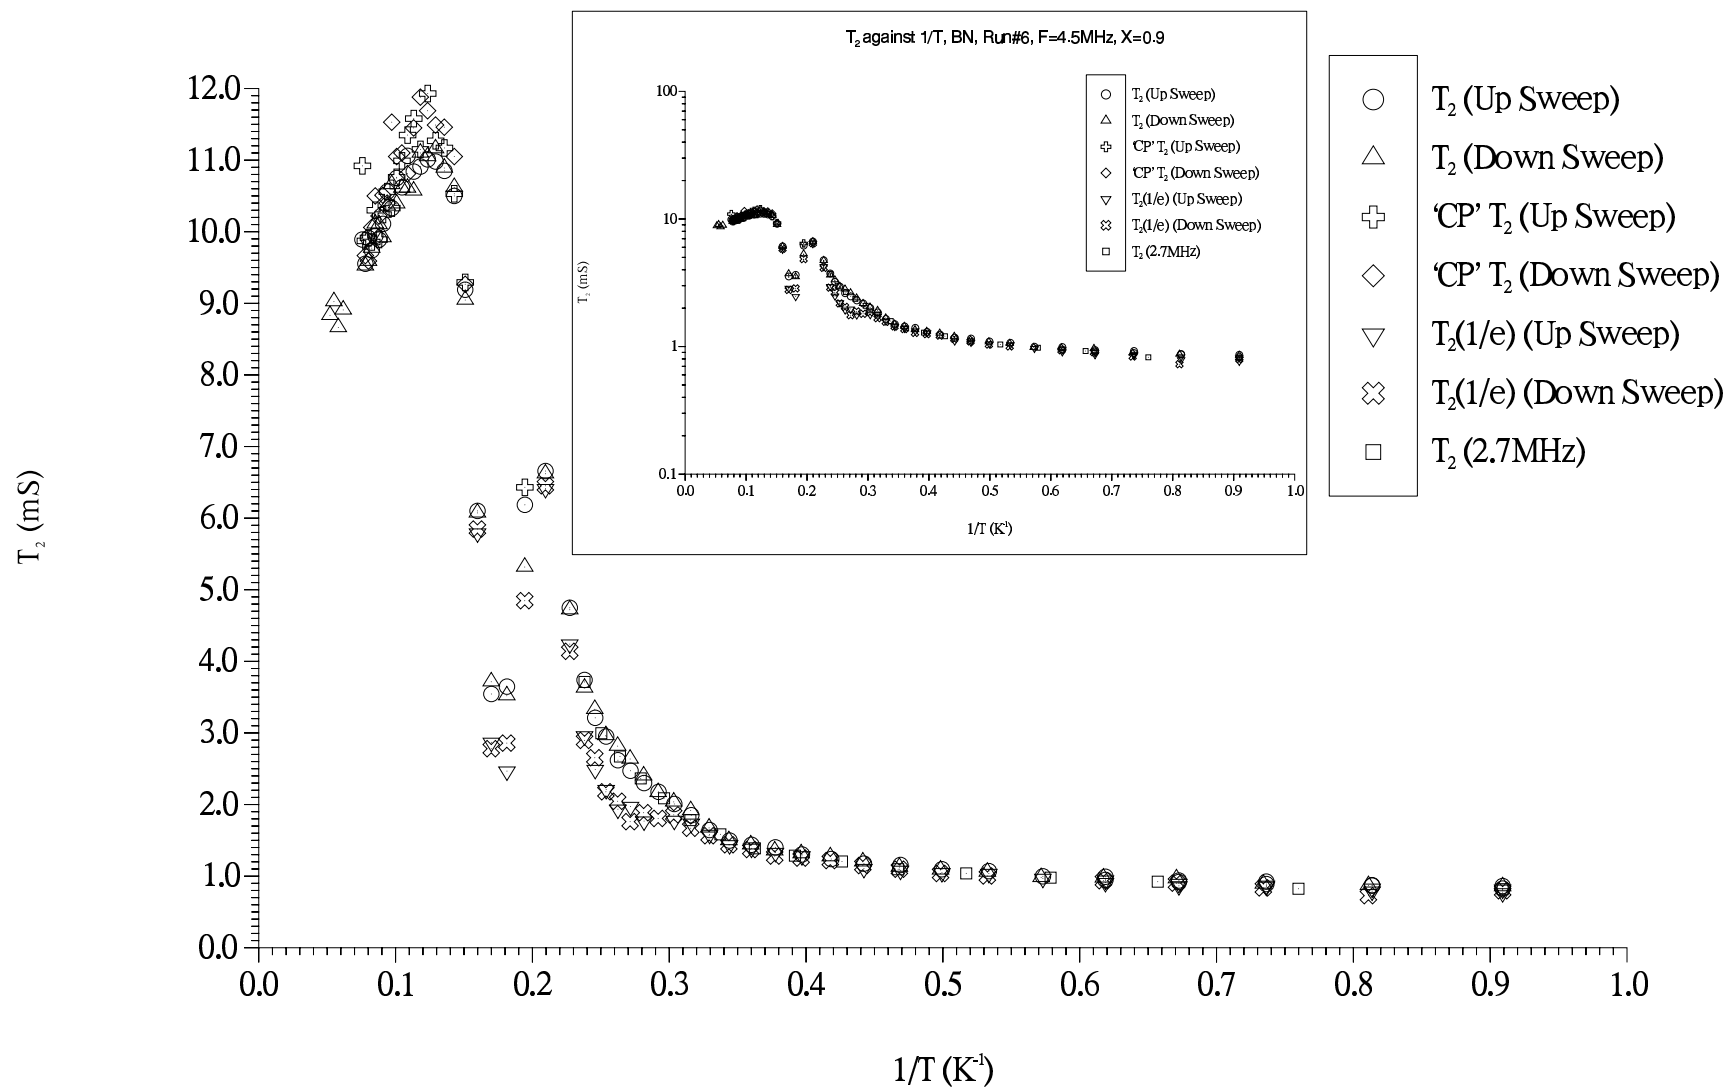 T2 against 1/T, BN, Run#6, F=4.5MHz, X=0.9
100
10
1
0.1
T2 (mS)
0.0 0.1 0.2 0.3 0.4 0.5 0.6 0.7 0.8 0.9 1.0
1/T (K-1)
T2 (Up Sweep)
T2 (Down Sweep)
'CP' T2 (Up Sweep)
'CP' T2 (Down Sweep)
T2(1/e) (Up Sweep)
T2(1/e) (Down Sweep)
T2 (2.7MHz)
T2 (Up Sweep)
T2 (Down Sweep)
‘CP’ T2 (Up Sweep)
‘CP’ T2 (Down Sweep)
T2(1/e) (Up Sweep)
T2(1/e) (Down Sweep)
T2 (2.7MHz)
12.0
11.0
10.0
9.0
8.0
7.0
6.0
5.0
4.0
3.0
2.0
1.0
0.0
T2 (mS)
0.0 0.1 0.2 0.3 0.4 0.5 0.6 0.7 0.8 0.9 1.0
1/T (K-1)